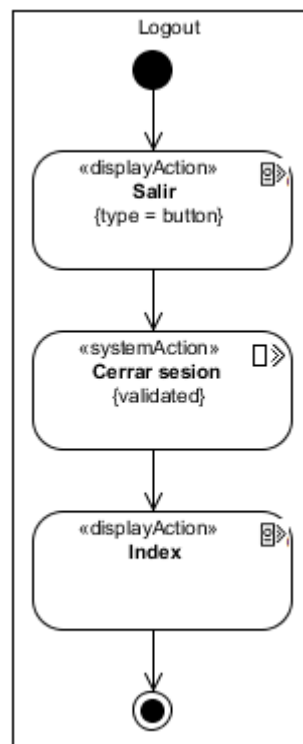 Logout
«displayAction»
Salir
{type = button}
«systemAction»
Cerrar sesion
{validated}
«displayAction»
Index